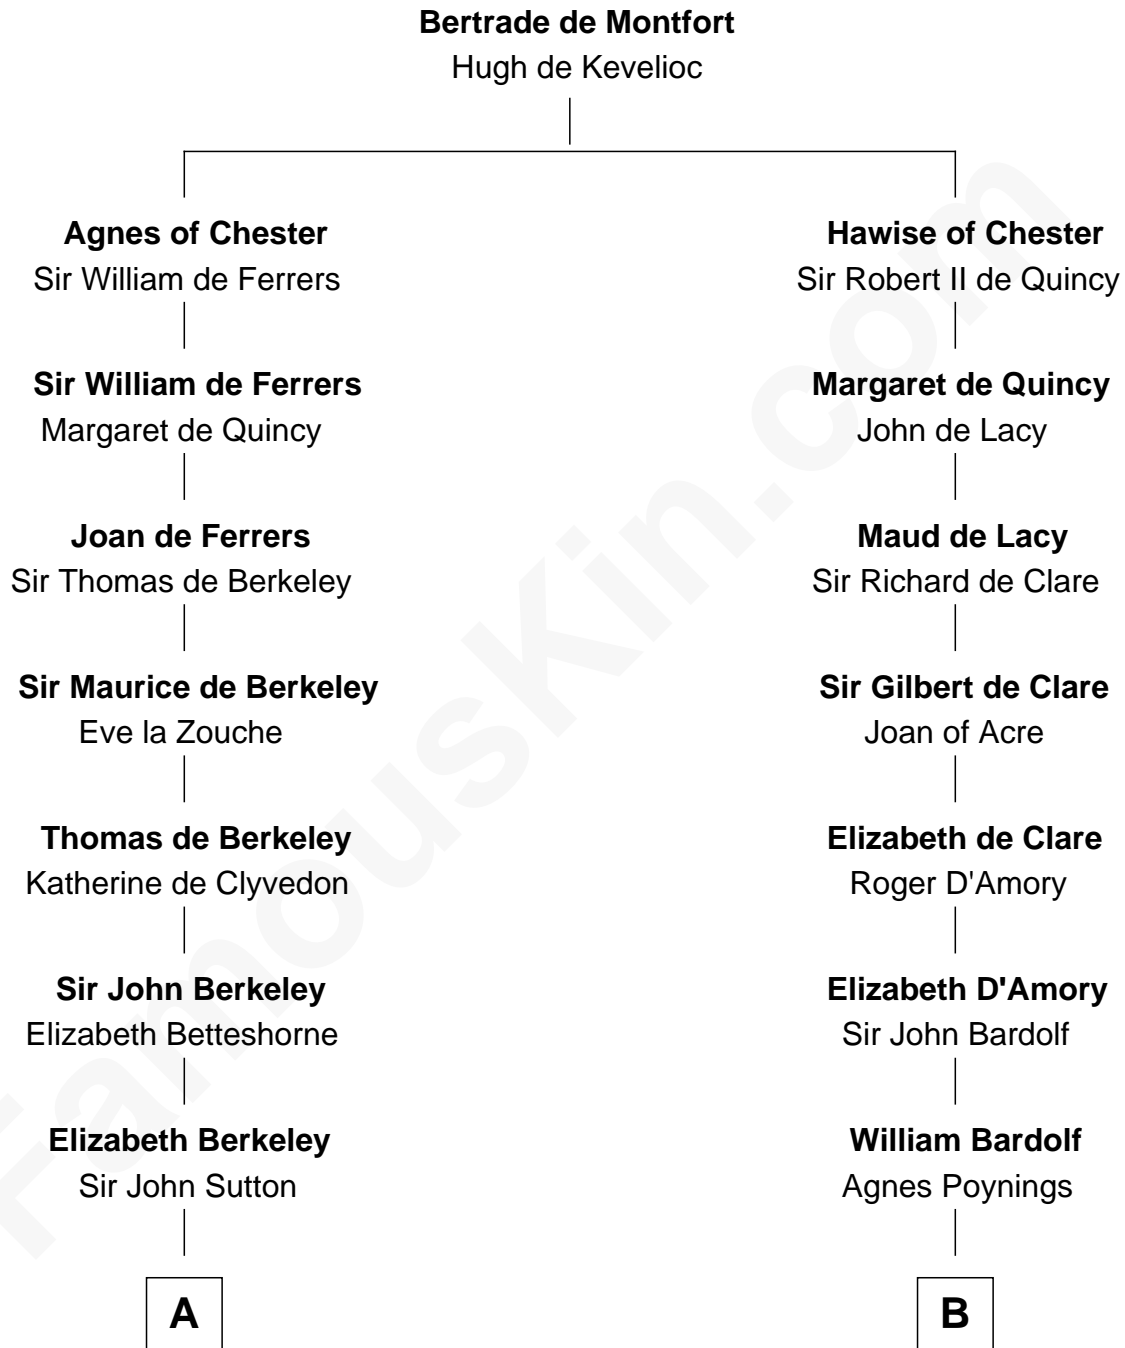 Bertrade de Montfort
Hugh de Kevelioc
Agnes of Chester
Sir William de Ferrers
Hawise of Chester
Sir Robert II de Quincy
Sir William de Ferrers
Margaret de Quincy
Margaret de Quincy
John de Lacy
Joan de Ferrers
Sir Thomas de Berkeley
Maud de Lacy
Sir Richard de Clare
Sir Maurice de Berkeley
Eve la Zouche
Sir Gilbert de Clare
Joan of Acre
Thomas de Berkeley
Katherine de Clyvedon
Elizabeth de Clare
Roger D'Amory
Sir John Berkeley
Elizabeth Betteshorne
Elizabeth D'Amory
Sir John Bardolf
Elizabeth Berkeley
Sir John Sutton
William Bardolf
Agnes Poynings
A
B
FamousKin.com